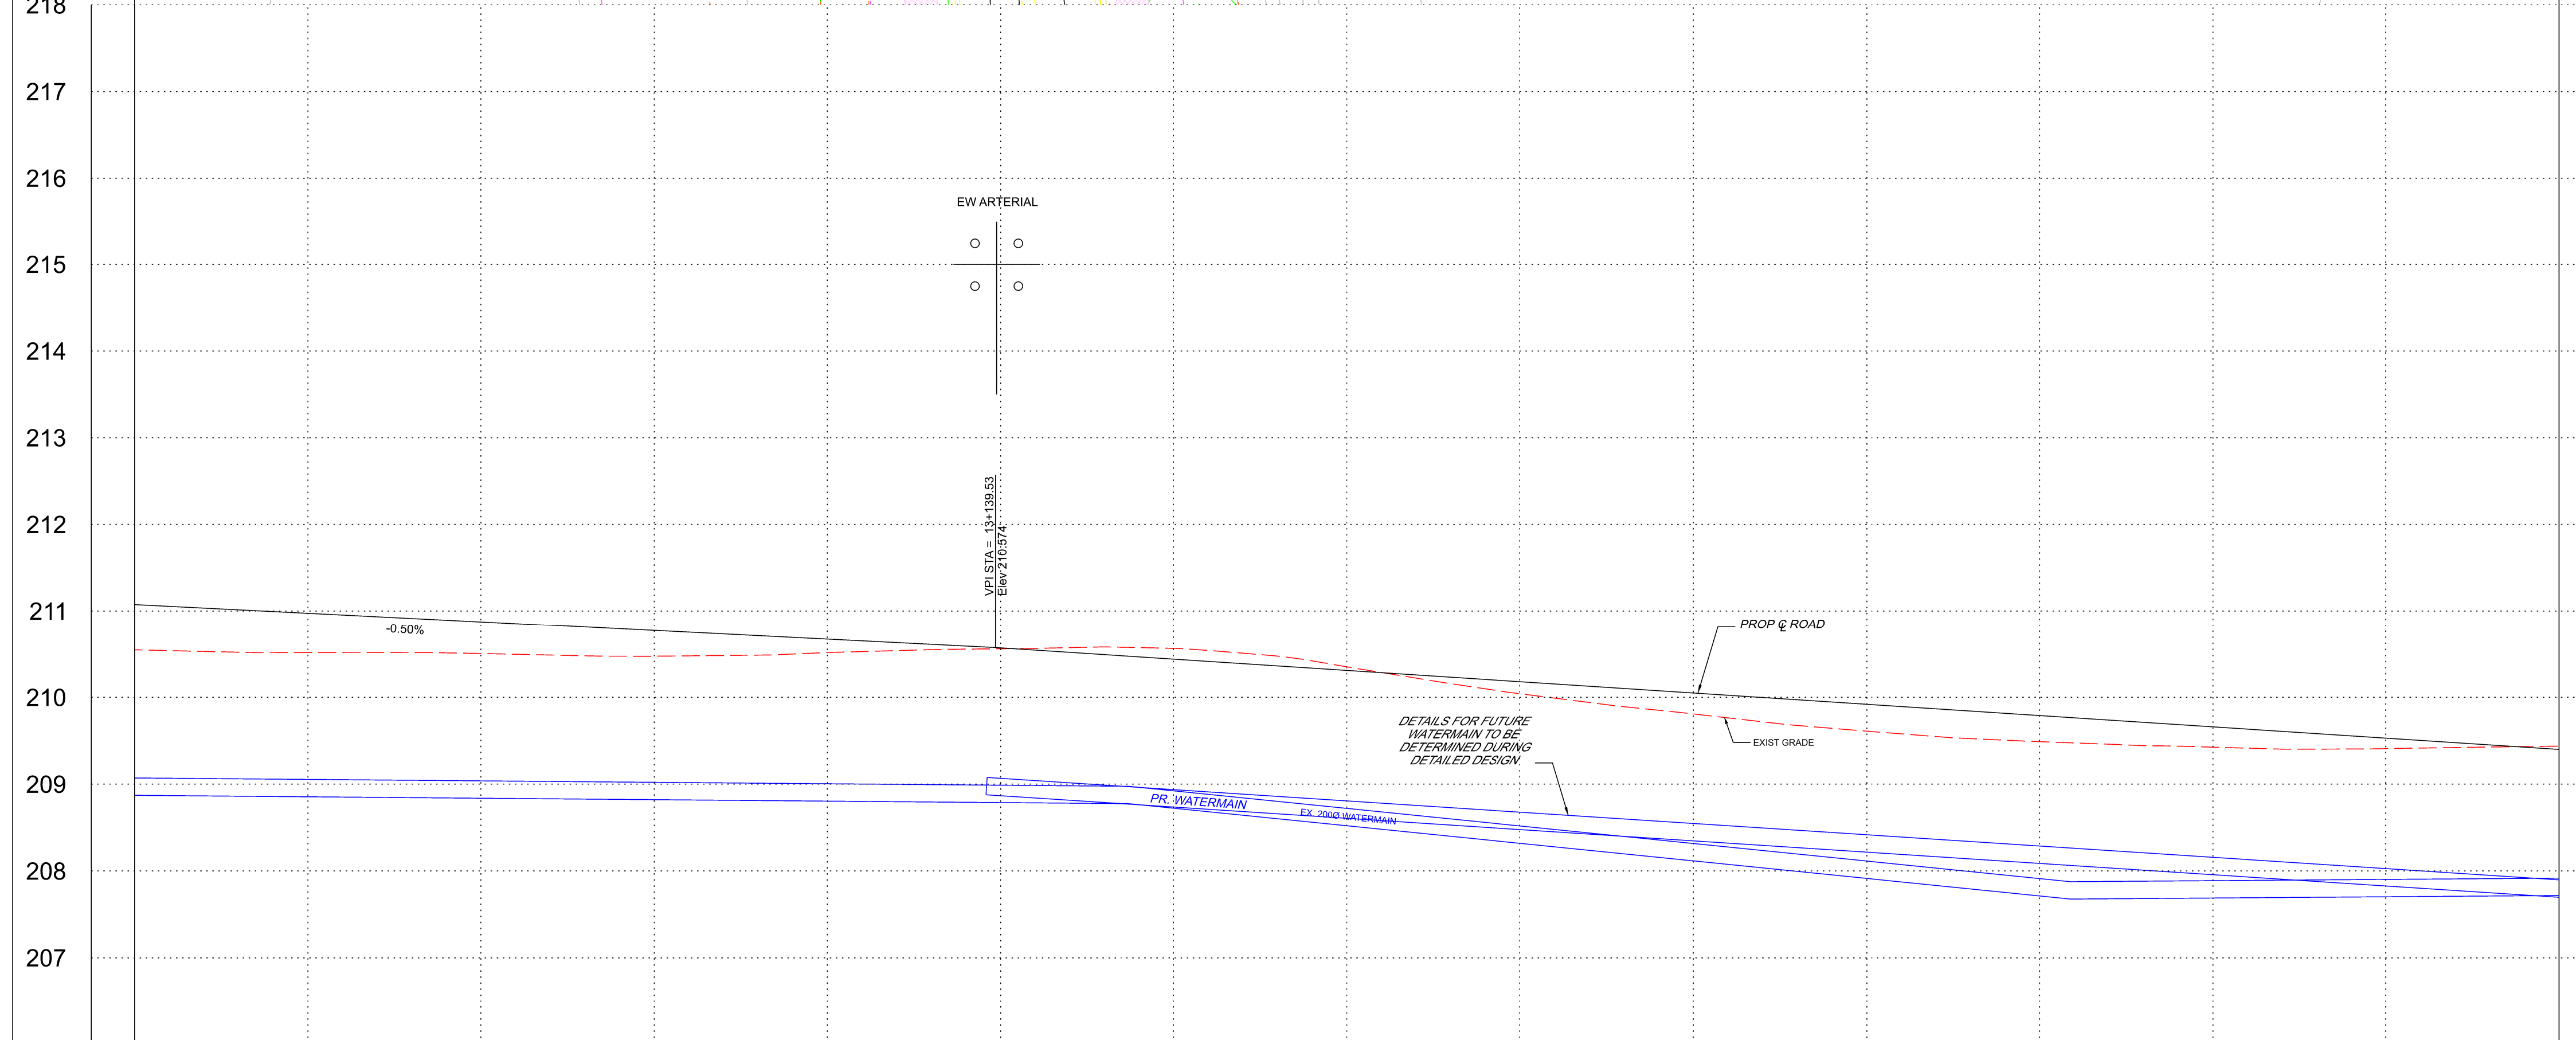 218
217
216
EW ARTERIAL
215
214
213
VPI STA = 13+139.53
Elev 210.574
212
211
-0.50%
PROP ℄ ROAD
210
DETAILS FOR FUTURE
WATERMAIN TO BE
DETERMINED DURING
DETAILED DESIGN.
EXIST GRADE
209
PR. WATERMAIN
EX. 200Ø WATERMAIN
208
207